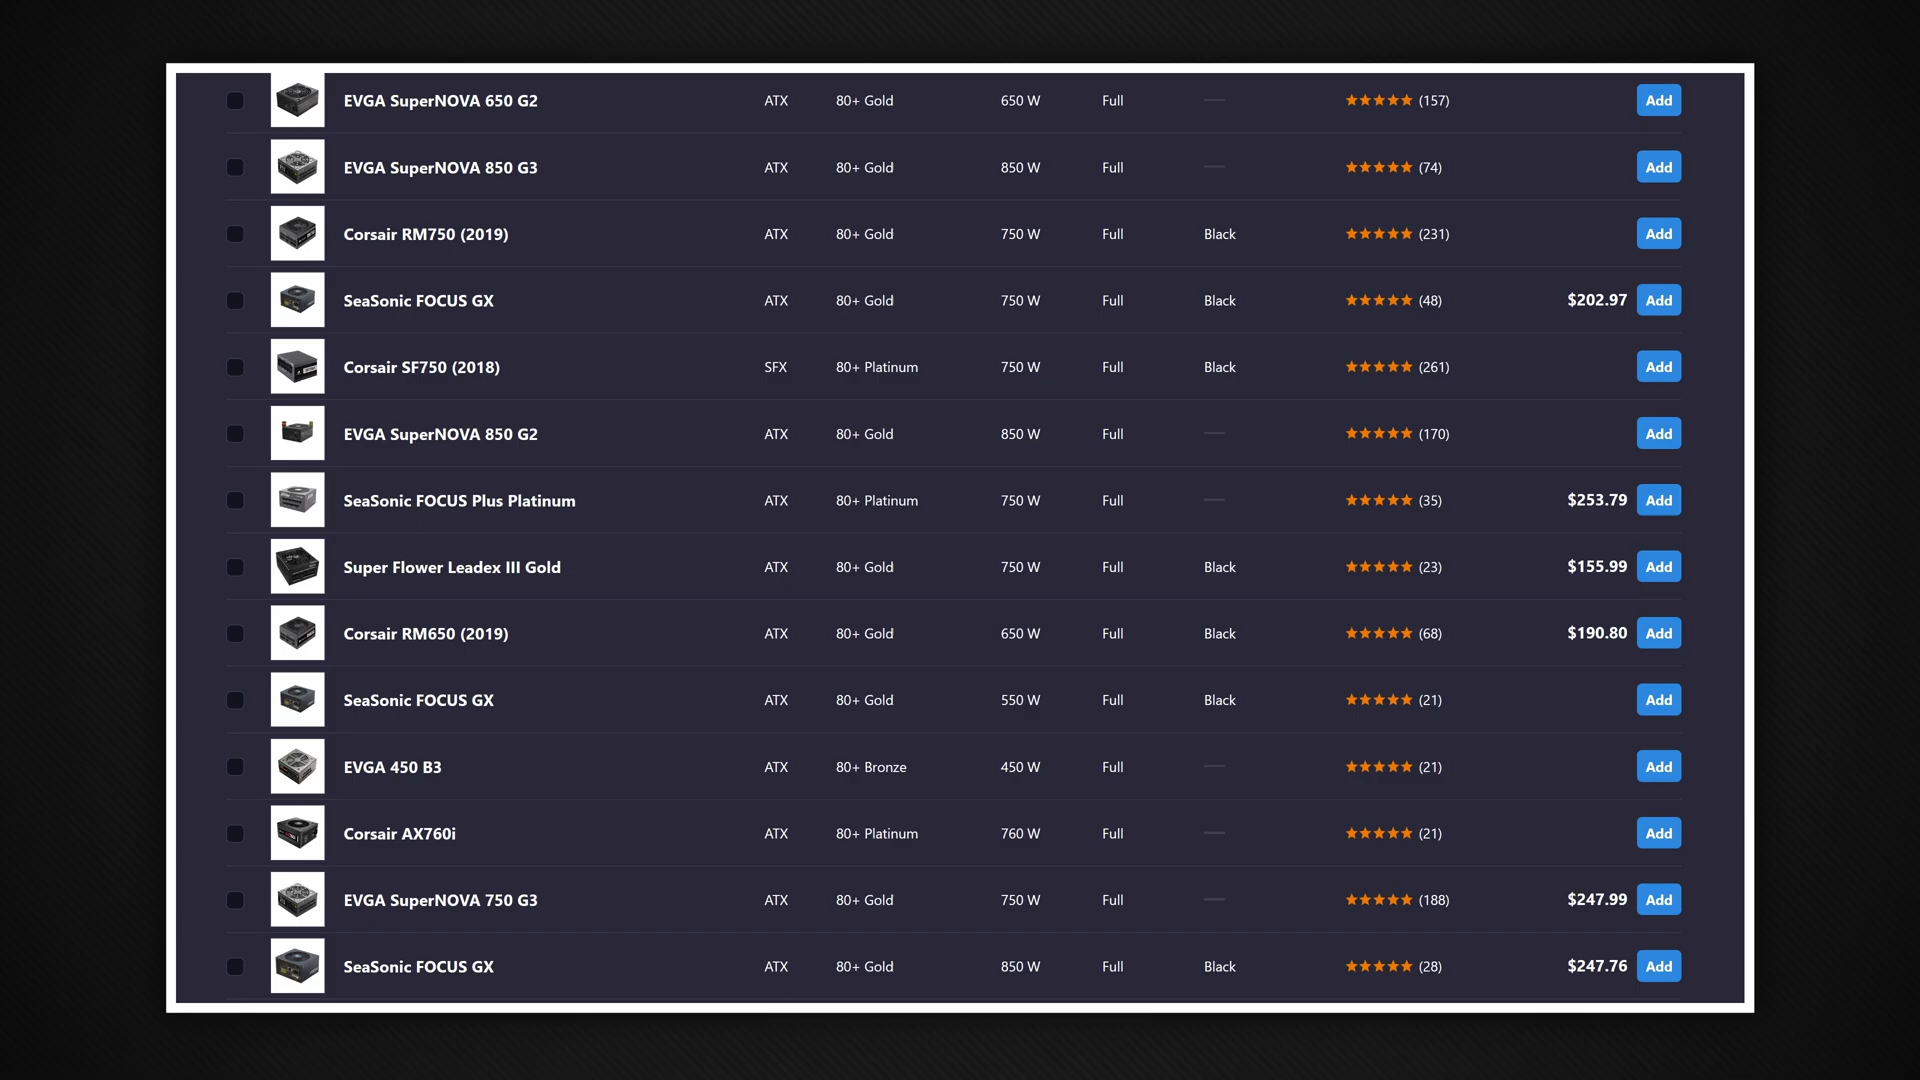 EVGA SuperNOVA 650 G2 ATX 80+ Gold 650 W Full — (157) Add
EVGA SuperNOVA 850 G3 ATX 80+ Gold 850 W Full — (74) Add
Corsair RM750 (2019) ATX 80+ Gold 750 W Full Black (231) Add
SeaSonic FOCUS GX ATX 80+ Gold 750 W Full Black (48) $202.97 Add
Corsair SF750 (2018) SFX 80+ Platinum 750 W Full Black (261) Add
EVGA SuperNOVA 850 G2 ATX 80+ Gold 850 W Full — (170) Add
SeaSonic FOCUS Plus Platinum ATX 80+ Platinum 750 W Full — (35) $253.79 Add
Super Flower Leadex III Gold ATX 80+ Gold 750 W Full Black (23) $155.99 Add
Corsair RM650 (2019) ATX 80+ Gold 650 W Full Black (68) $190.80 Add
SeaSonic FOCUS GX ATX 80+ Gold 550 W Full Black (21) Add
EVGA 450 B3 ATX 80+ Bronze 450 W Full — (21) Add
Corsair AX760i ATX 80+ Platinum 760 W Full — (21) Add
EVGA SuperNOVA 750 G3 ATX 80+ Gold 750 W Full — (188) $247.99 Add
SeaSonic FOCUS GX ATX 80+ Gold 850 W Full Black (28) $247.76 Add